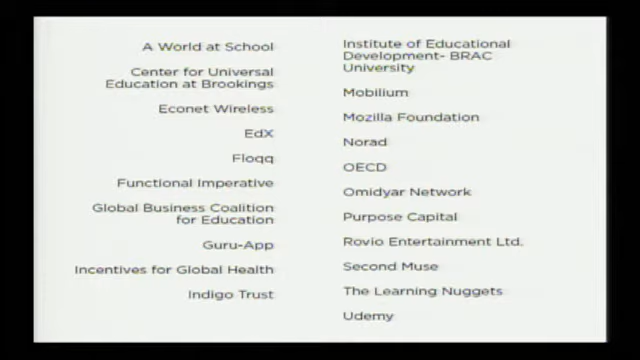 A World at School
Center for Universal
Education at Brookings
Econet Wireless
EdX
Floqq
Functional Imperative
Global Business Coalition
for Education
Guru-App
Incentives for Global Health
Indigo Trust
Institute of Educational
Development- BRAC
University
Mobilium
Mozilla Foundation
Norad
OECD
Omidyar Network
Purpose Capital
Rovio Entertainment Ltd.
Second Muse
The Learning Nuggets
Udemy